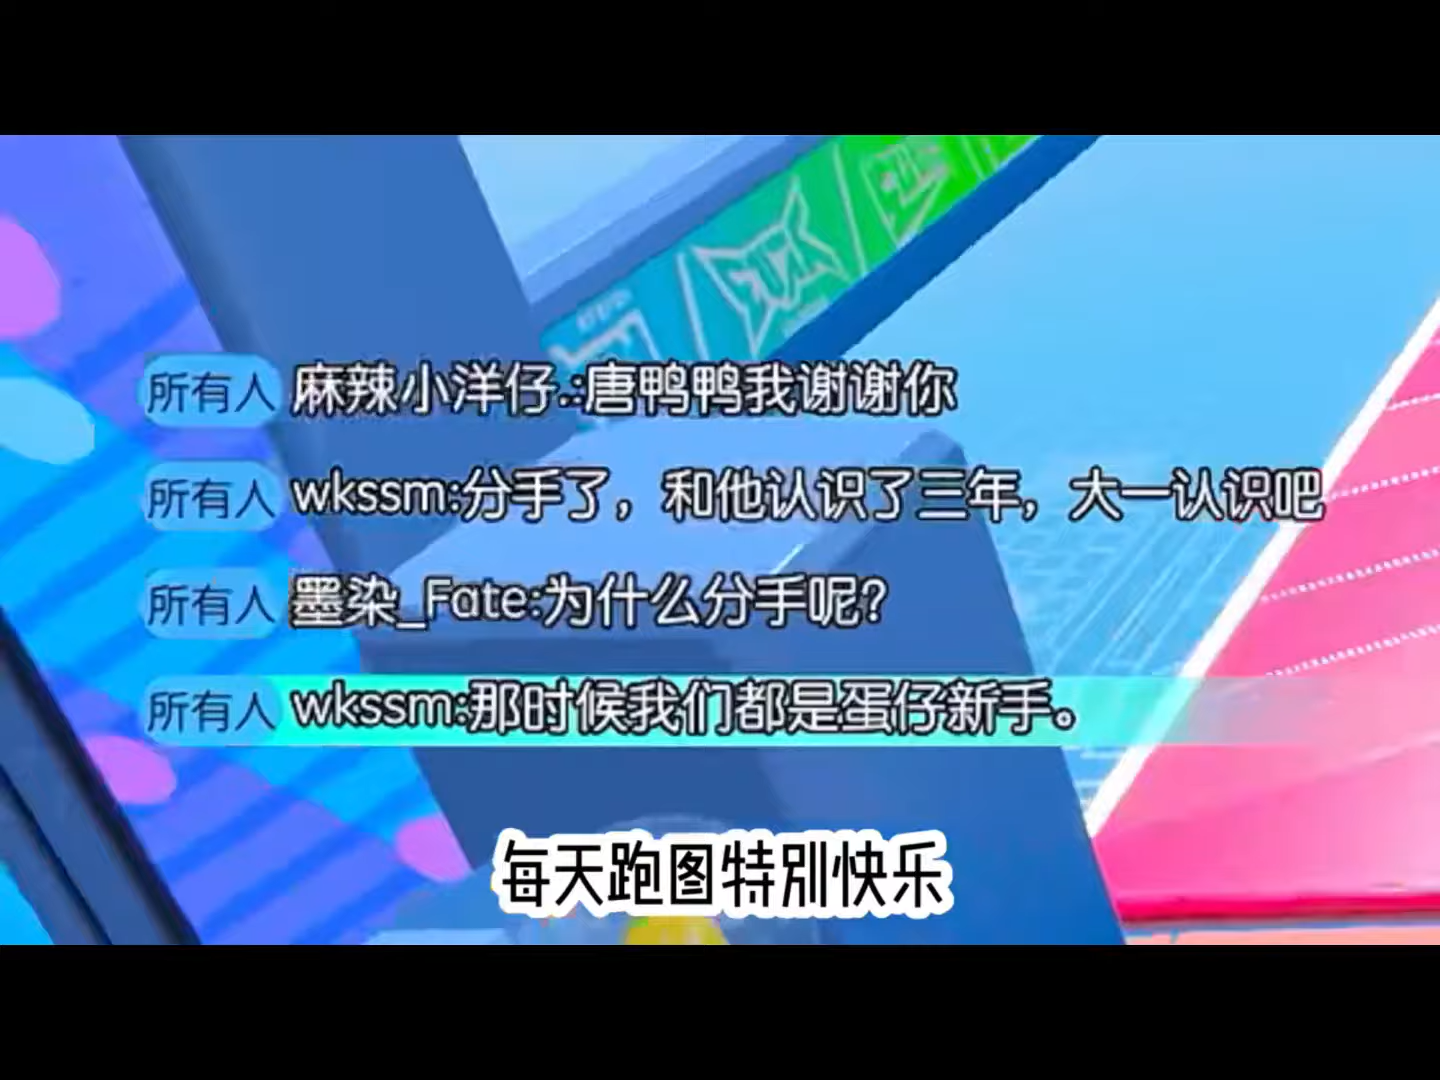 所有人 麻辣小洋仔.:唐鸭鸭我谢谢你
所有人 wkssm:分手了，和他认识了三年，大一认识吧
所有人 墨染_Fate:为什么分手呢?
所有人 wkssm:那时候我们都是蛋仔新手。
每天跑图特别快乐